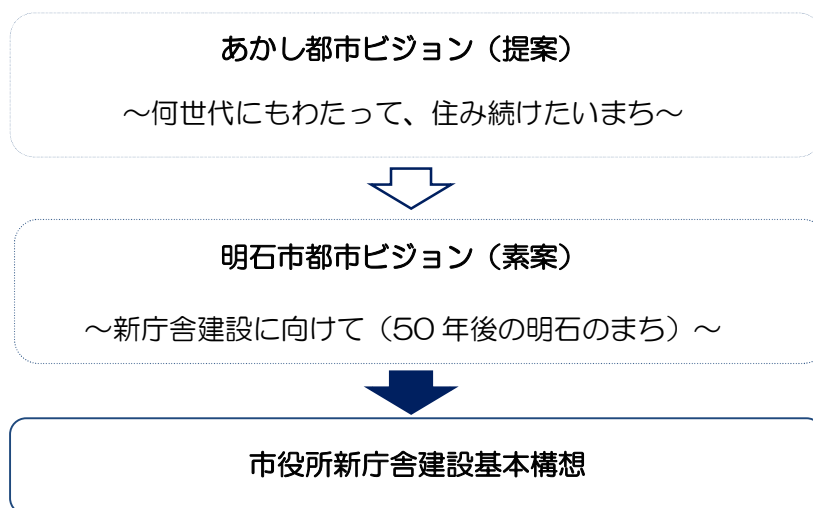 あかし都市ビジョン（提案）
～何世代にもわたって、住み続けたいまち～
明石市都市ビジョン（素案）
～新庁舎建設に向けて（50 年後の明石のまち）～
市役所新庁舎建設基本構想